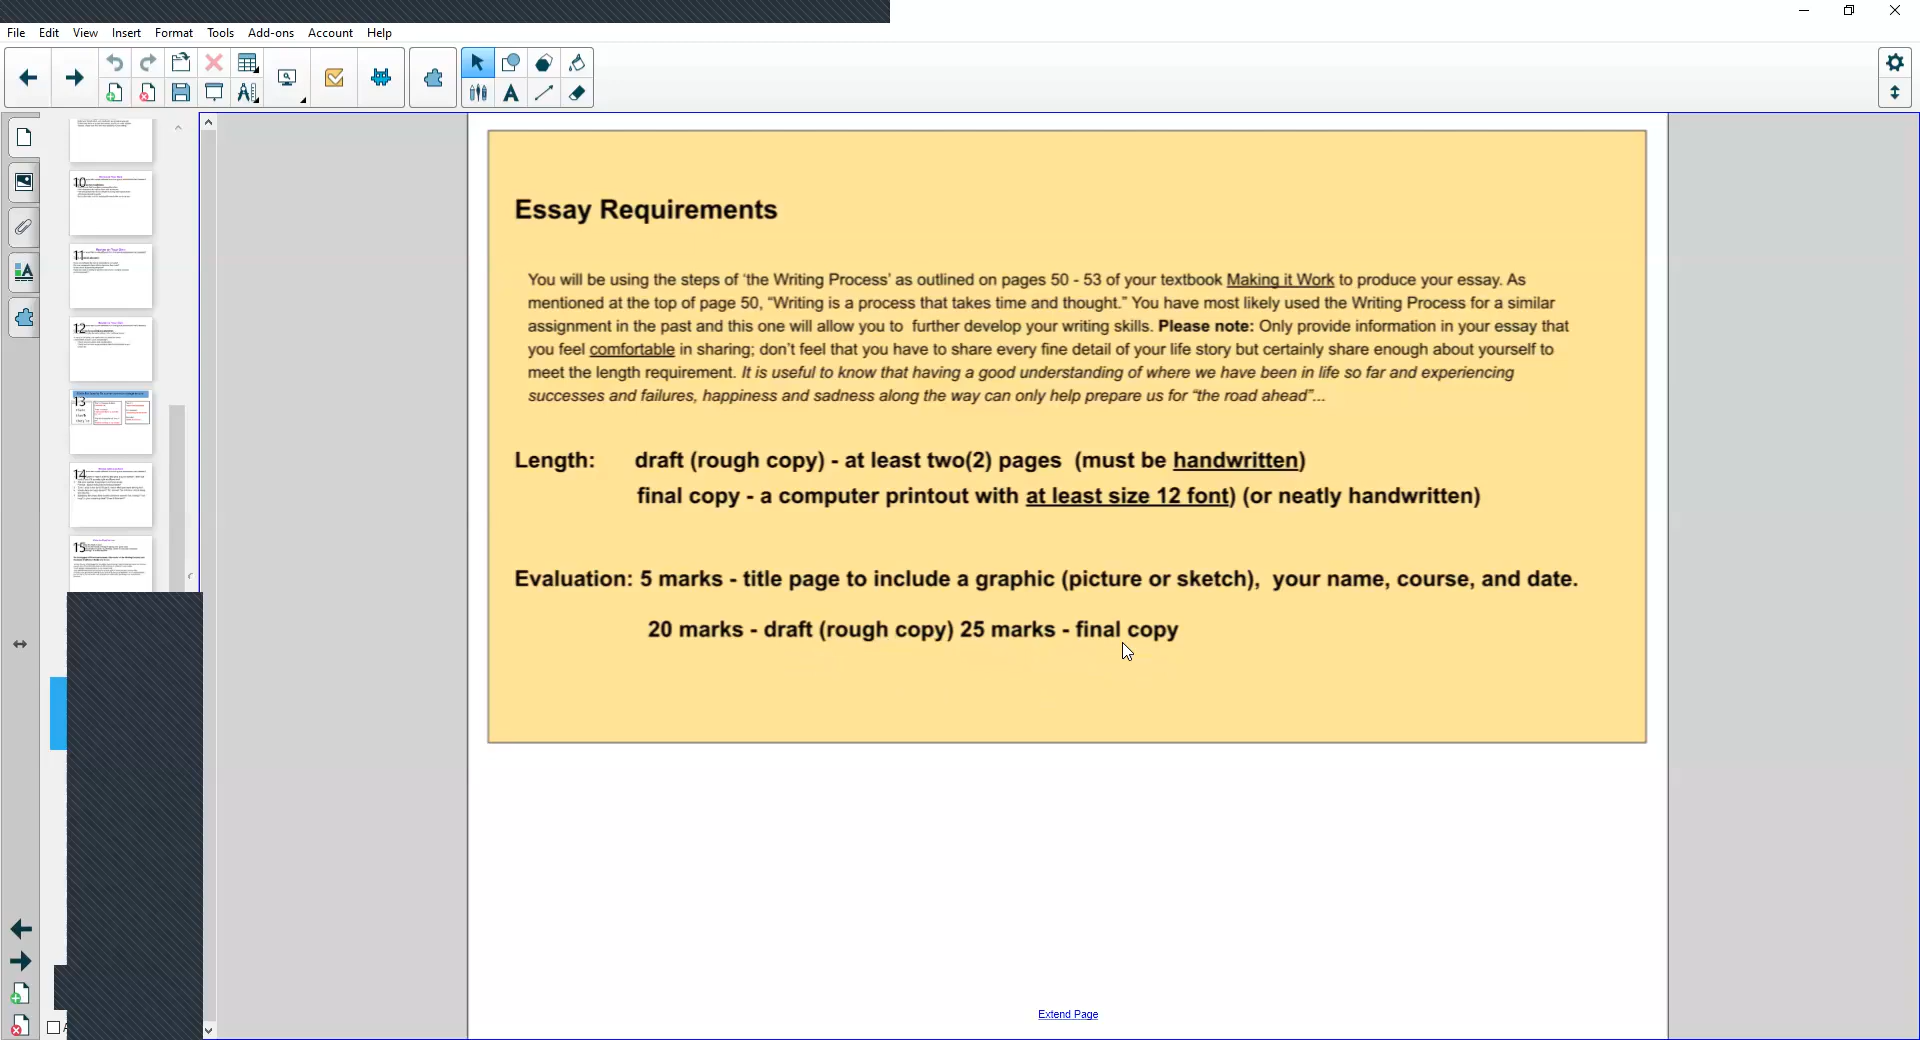 File Edit View Insert Format Tools Add-ons Account Help
10
11
12
13
14
15
Essay Requirements
You will be using the steps of ‘the Writing Process’ as outlined on pages 50 - 53 of your textbook Making it Work to produce your essay. As
mentioned at the top of page 50, “Writing is a process that takes time and thought.” You have most likely used the Writing Process for a similar
assignment in the past and this one will allow you to further develop your writing skills. Please note: Only provide information in your essay that
you feel comfortable in sharing; don’t feel that you have to share every fine detail of your life story but certainly share enough about yourself to
meet the length requirement. It is useful to know that having a good understanding of where we have been in life so far and experiencing
successes and failures, happiness and sadness along the way can only help prepare us for “the road ahead”...
Length: draft (rough copy) - at least two(2) pages (must be handwritten)
final copy - a computer printout with at least size 12 font) (or neatly handwritten)
Evaluation: 5 marks - title page to include a graphic (picture or sketch), your name, course, and date.
20 marks - draft (rough copy) 25 marks - final copy
Extend Page